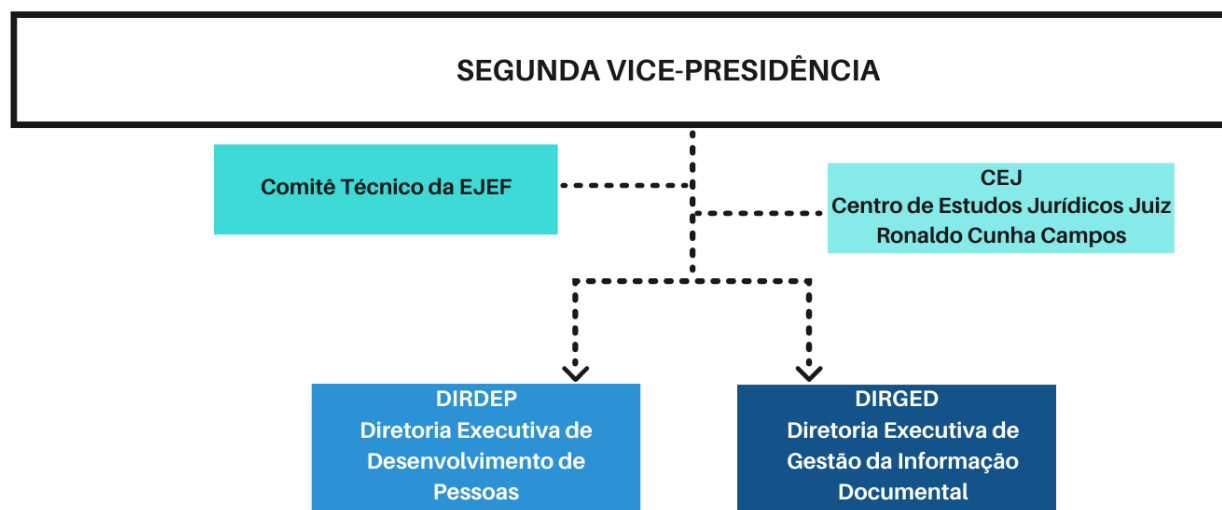 SEGUNDA VICE-PRESIDÊNCIA
Comitê Técnico da EJEF
CEJ
Centro de Estudos Jurídicos Juiz
Ronaldo Cunha Campos
DIRDEP
Diretoria Executiva de
Desenvolvimento de
Pessoas
DIRGED
Diretoria Executiva de
Gestão da Informação
Documental